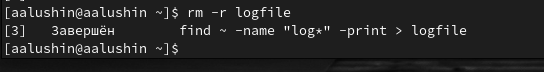 [aalushin@aalushin ~]$ rm -r logfile
[3]   Завершён        find ~ -name "log*" -print > logfile
[aalushin@aalushin ~]$